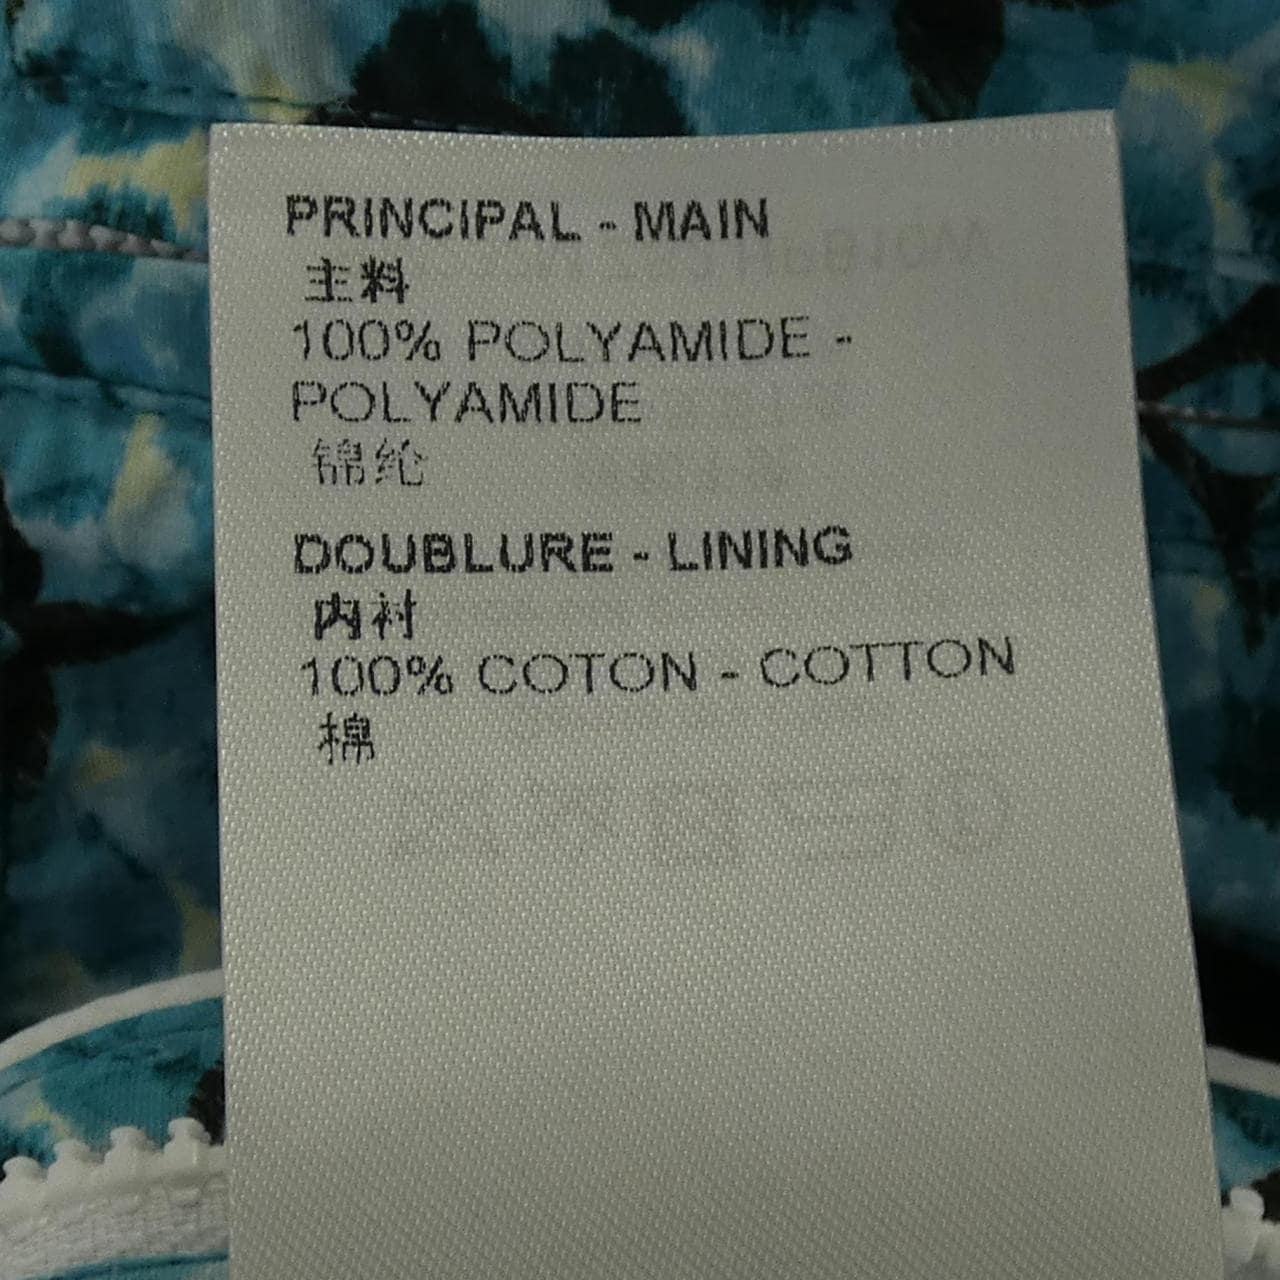 PRINCIPAL - MAIN
主料
100% POLYAMIDE -
POLYAMIDE
锦纶
DOUBLURE - LINING
内衬
100% COTON - COTTON
棉